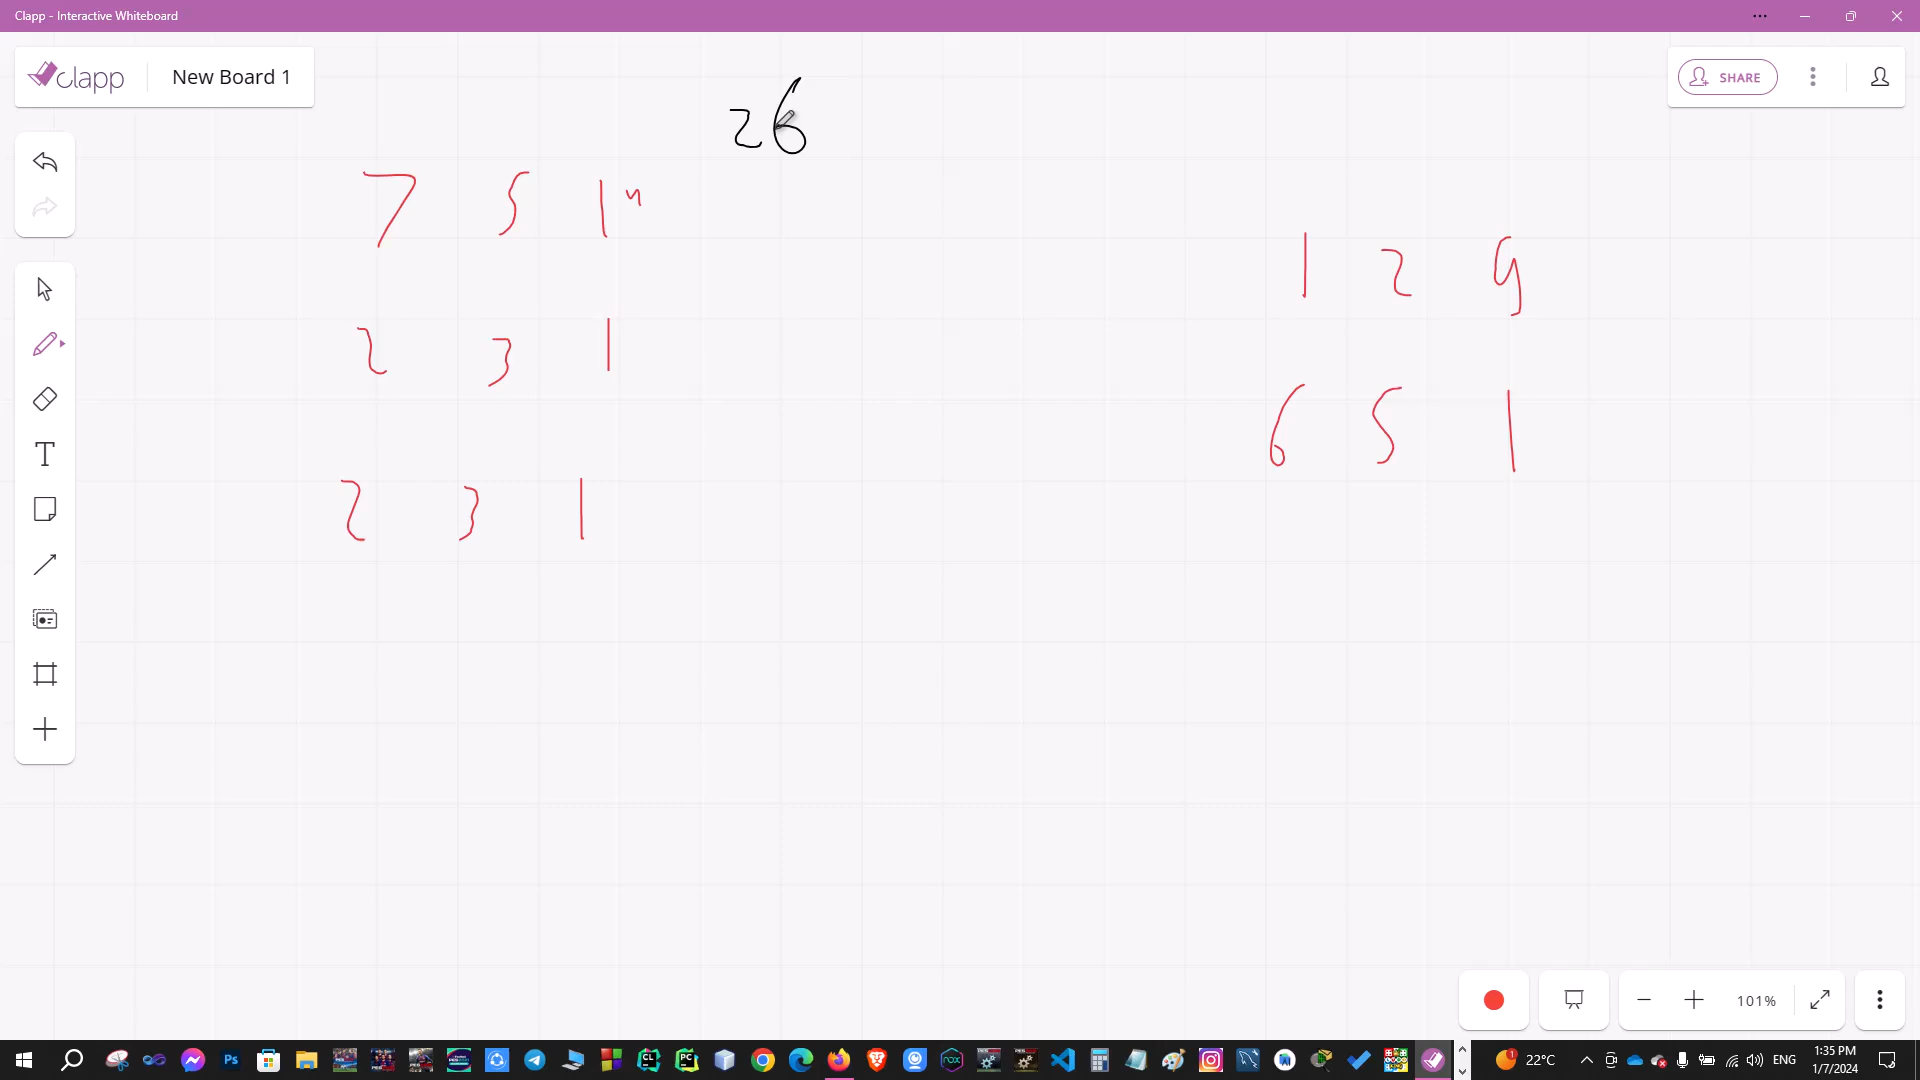 Clapp - Interactive Whiteboard
clapp New Board 1
SHARE
26
7 5 1
2 3 1
2 3 1
1 2 9
6 5 1
T
101%
22°C
ENG
1:35 PM
1/7/2024